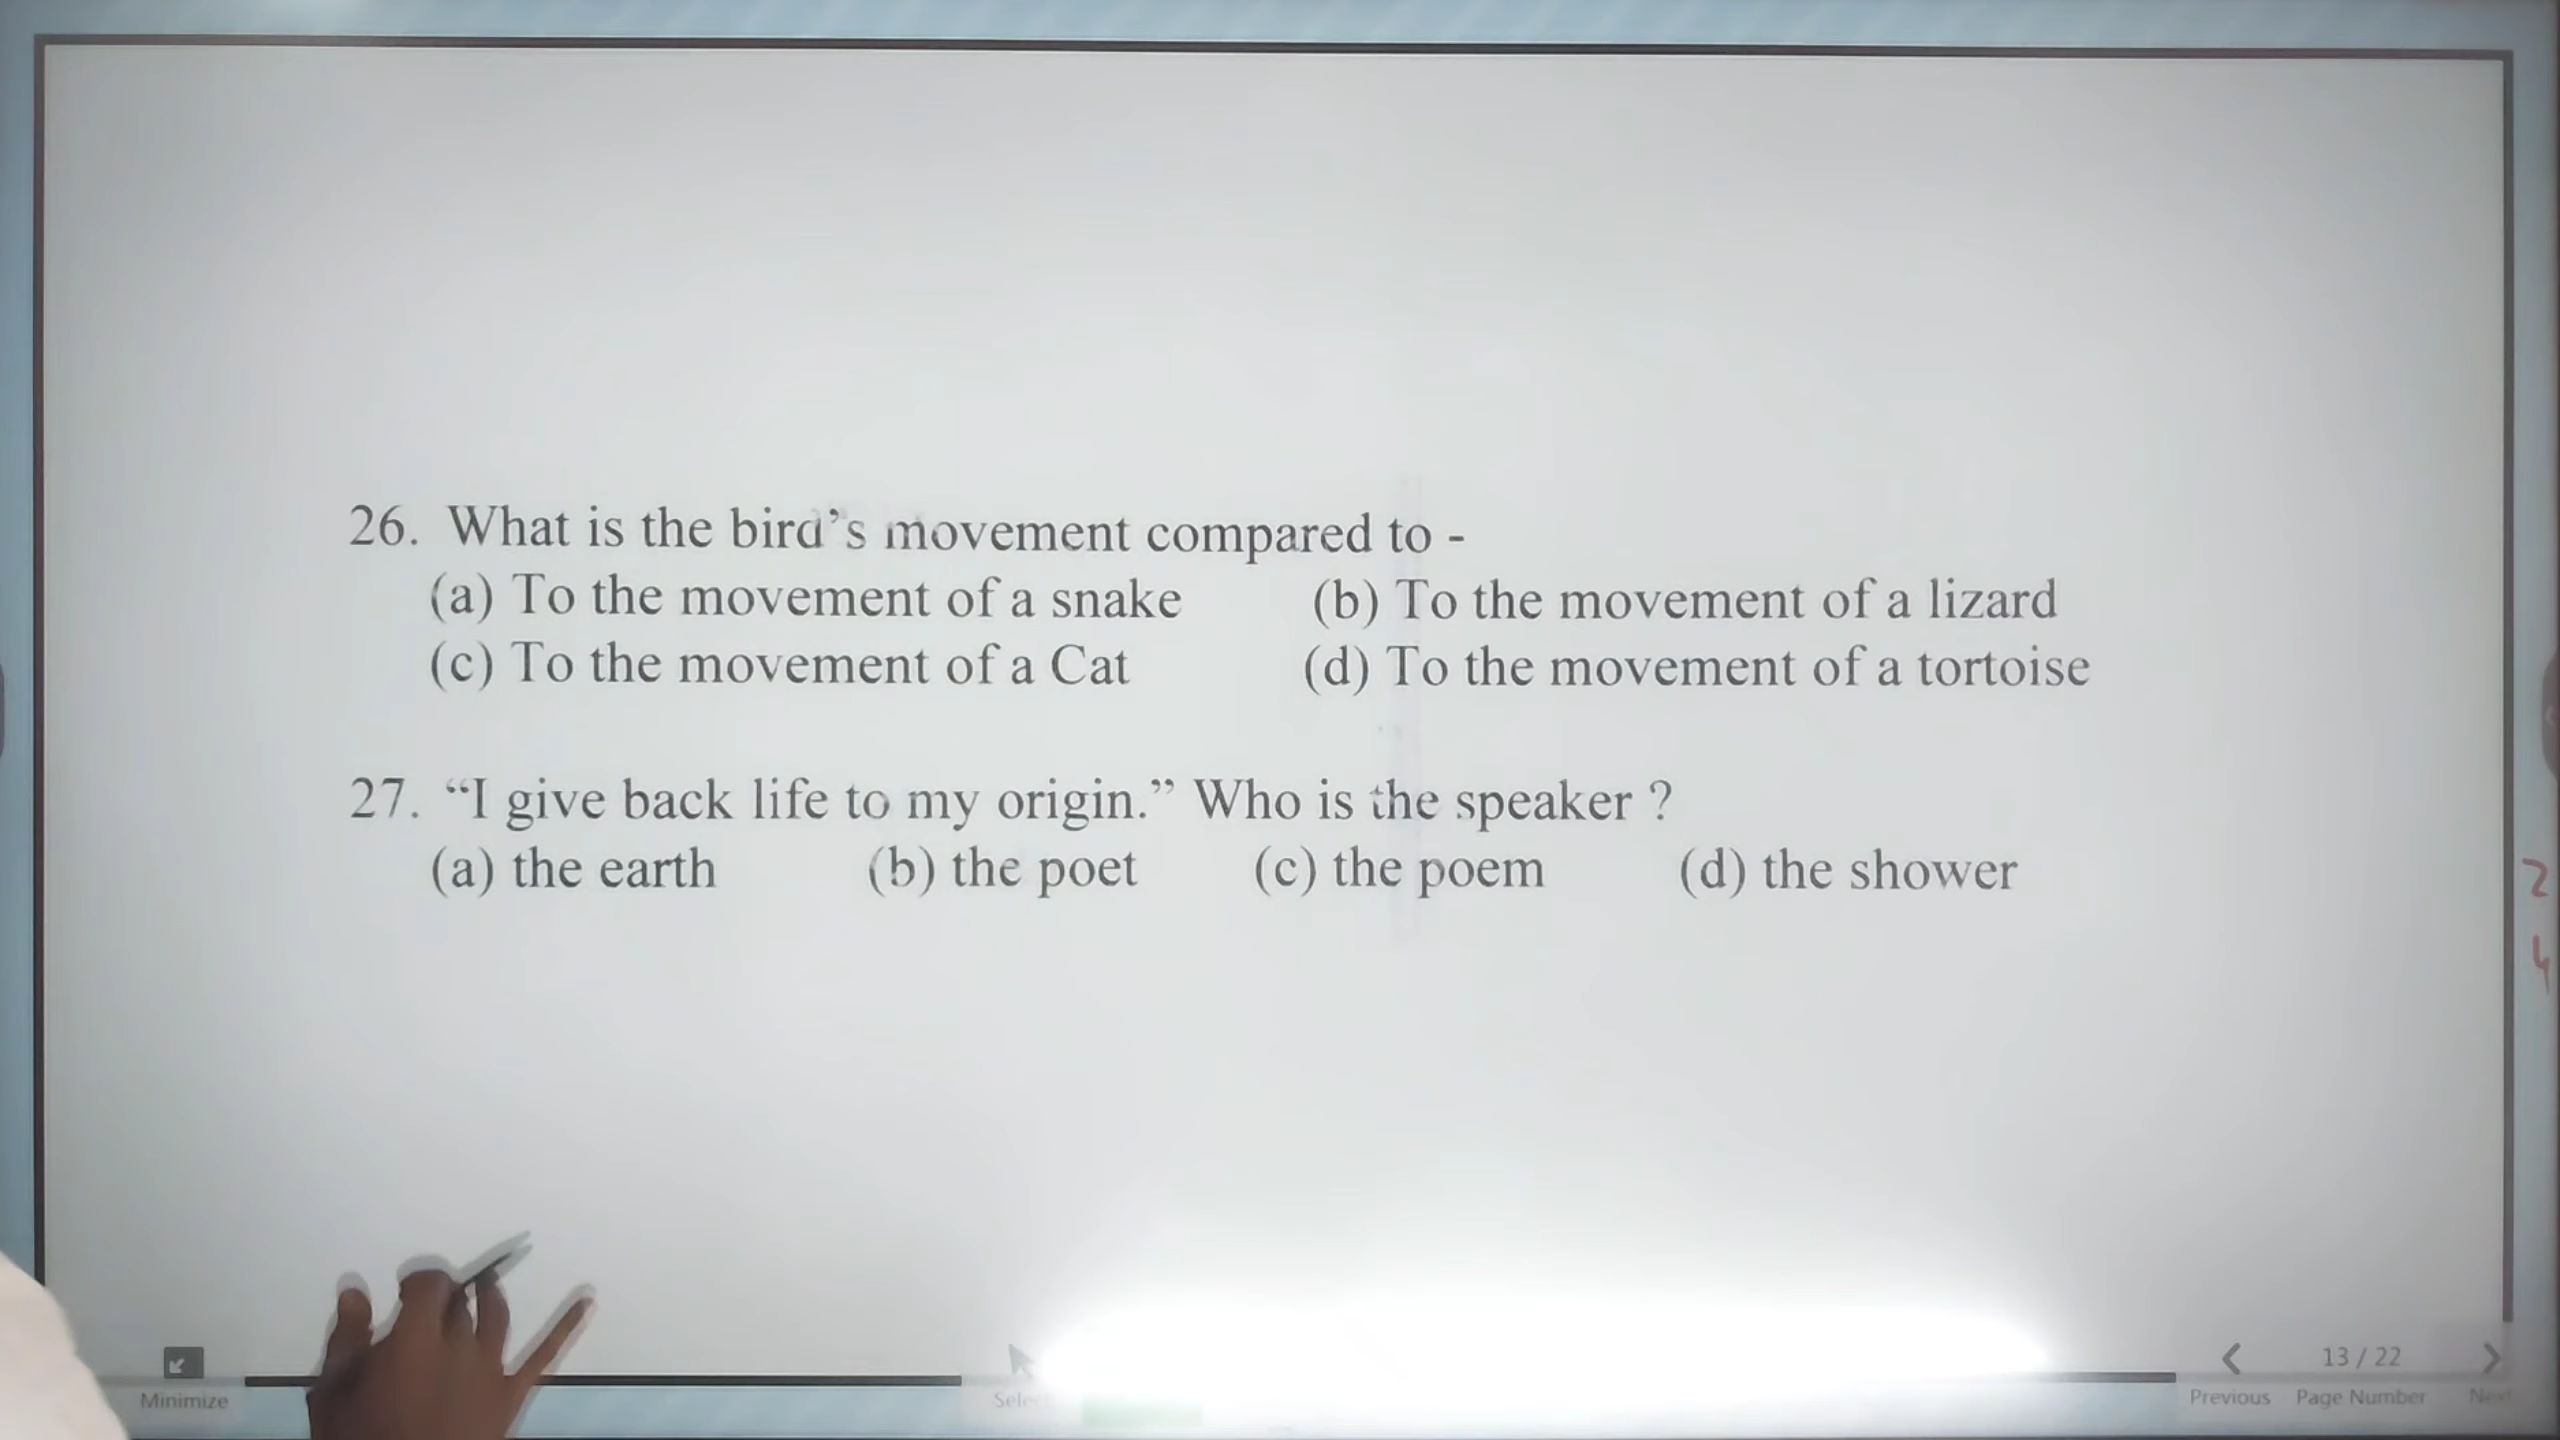 26. What is the bird’s movement compared to -
(a) To the movement of a snake (b) To the movement of a lizard
(c) To the movement of a Cat (d) To the movement of a tortoise
27. “I give back life to my origin.” Who is the speaker ?
(a) the earth (b) the poet (c) the poem (d) the shower
2
4
13 / 22
Minimize
Previous Page Number Next